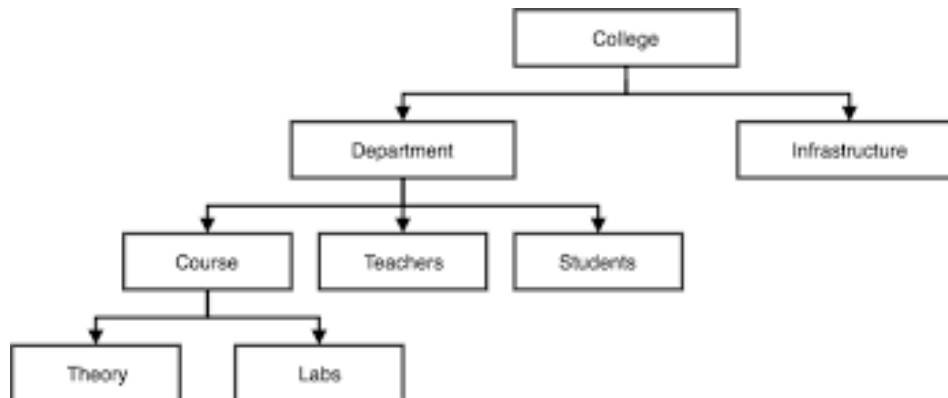 College
Department
Infrastructure
Course
Teachers
Students
Theory
Labs